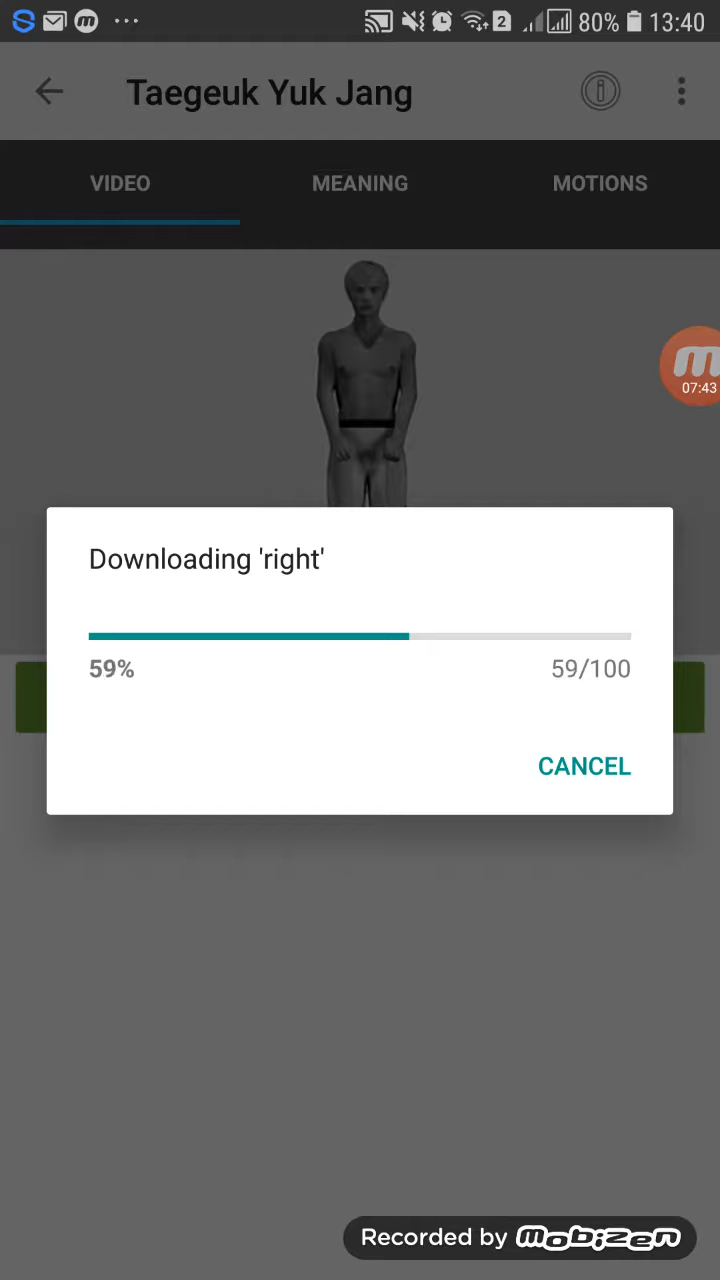 80% 13:40
Taegeuk Yuk Jang
VIDEO MEANING MOTIONS
07:43
Downloading 'right'
59% 59/100
CANCEL
Recorded by mobizen